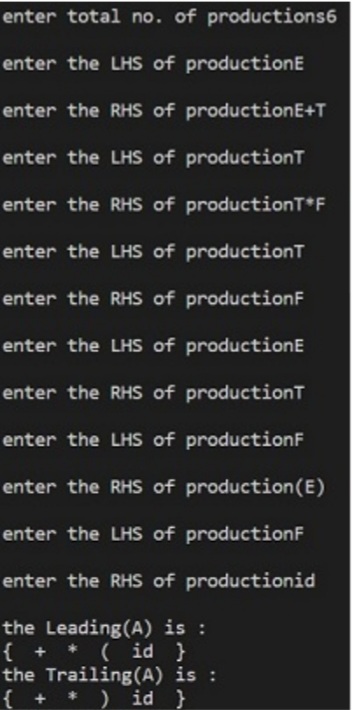 enter total no. of productions6
enter the LHS of productionE
enter the RHS of productionE+T
enter the LHS of productionT
enter the RHS of productionT*F
enter the LHS of productionT
enter the RHS of productionF
enter the LHS of productionE
enter the RHS of productionT
enter the LHS of productionF
enter the RHS of production(E)
enter the LHS of productionF
enter the RHS of productionid
the Leading(A) is :
{ + * ( id }
the Trailing(A) is :
{ + * ) id }